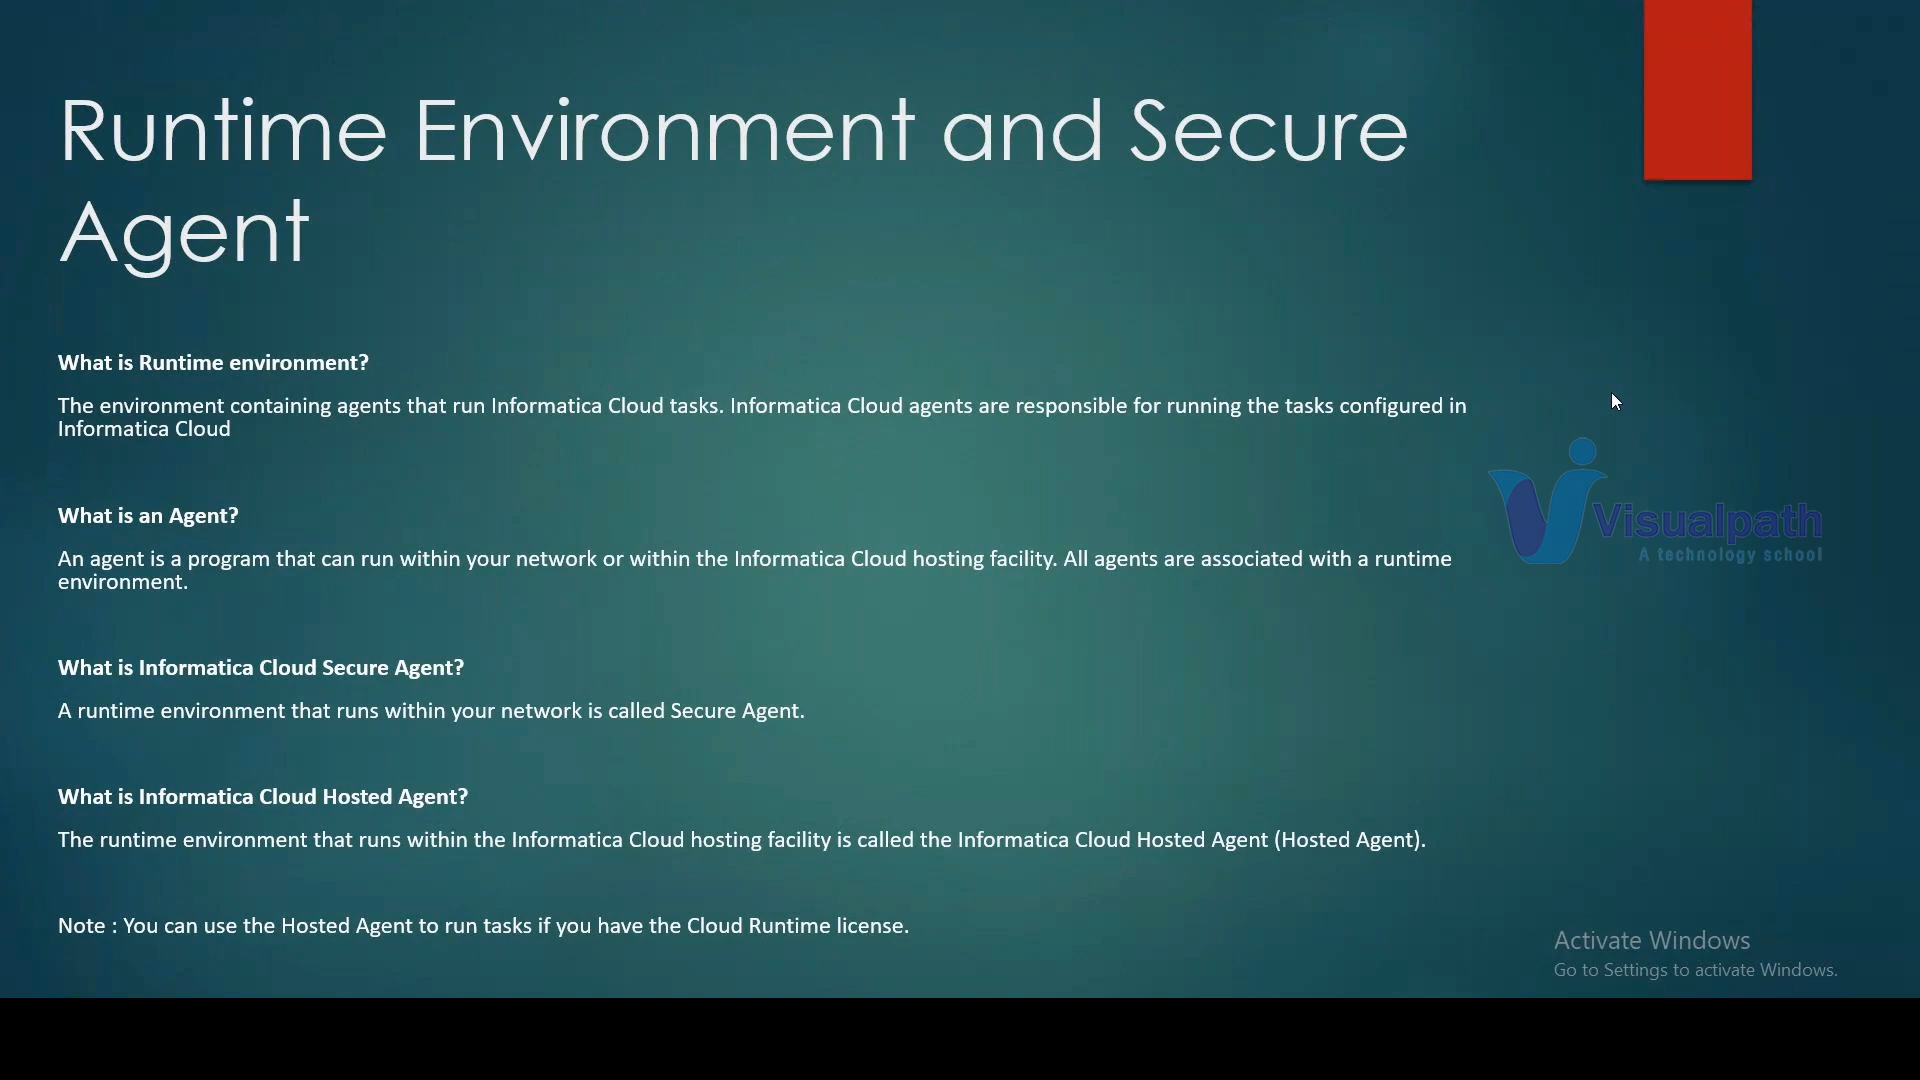 Runtime Environment and Secure
Agent
What is Runtime environment?
The environment containing agents that run Informatica Cloud tasks. Informatica Cloud agents are responsible for running the tasks configured in
Informatica Cloud
What is an Agent?
An agent is a program that can run within your network or within the Informatica Cloud hosting facility. All agents are associated with a runtime
environment.
What is Informatica Cloud Secure Agent?
A runtime environment that runs within your network is called Secure Agent.
What is Informatica Cloud Hosted Agent?
The runtime environment that runs within the Informatica Cloud hosting facility is called the Informatica Cloud Hosted Agent (Hosted Agent).
Note : You can use the Hosted Agent to run tasks if you have the Cloud Runtime license.
Visualpath
A technology school
Activate Windows
Go to Settings to activate Windows.